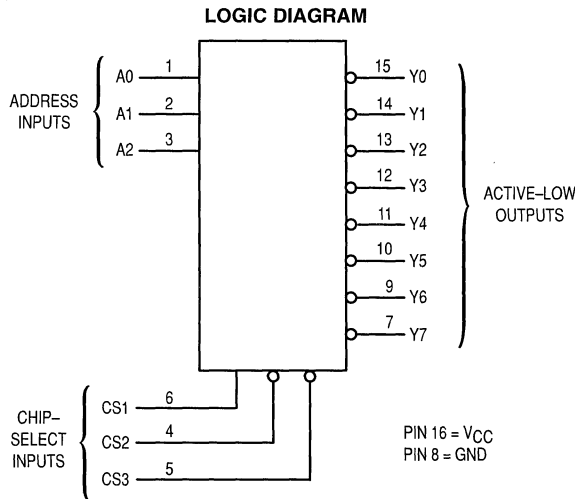 LOGIC DIAGRAM
ADDRESS
INPUTS
A0 1
A1 2
A2 3
15 Y0
14 Y1
13 Y2
12 Y3
11 Y4
10 Y5
9 Y6
7 Y7
ACTIVE–LOW
OUTPUTS
CHIP–
SELECT
INPUTS
CS1 6
CS2 4
CS3 5
PIN 16 = VCC
PIN 8 = GND